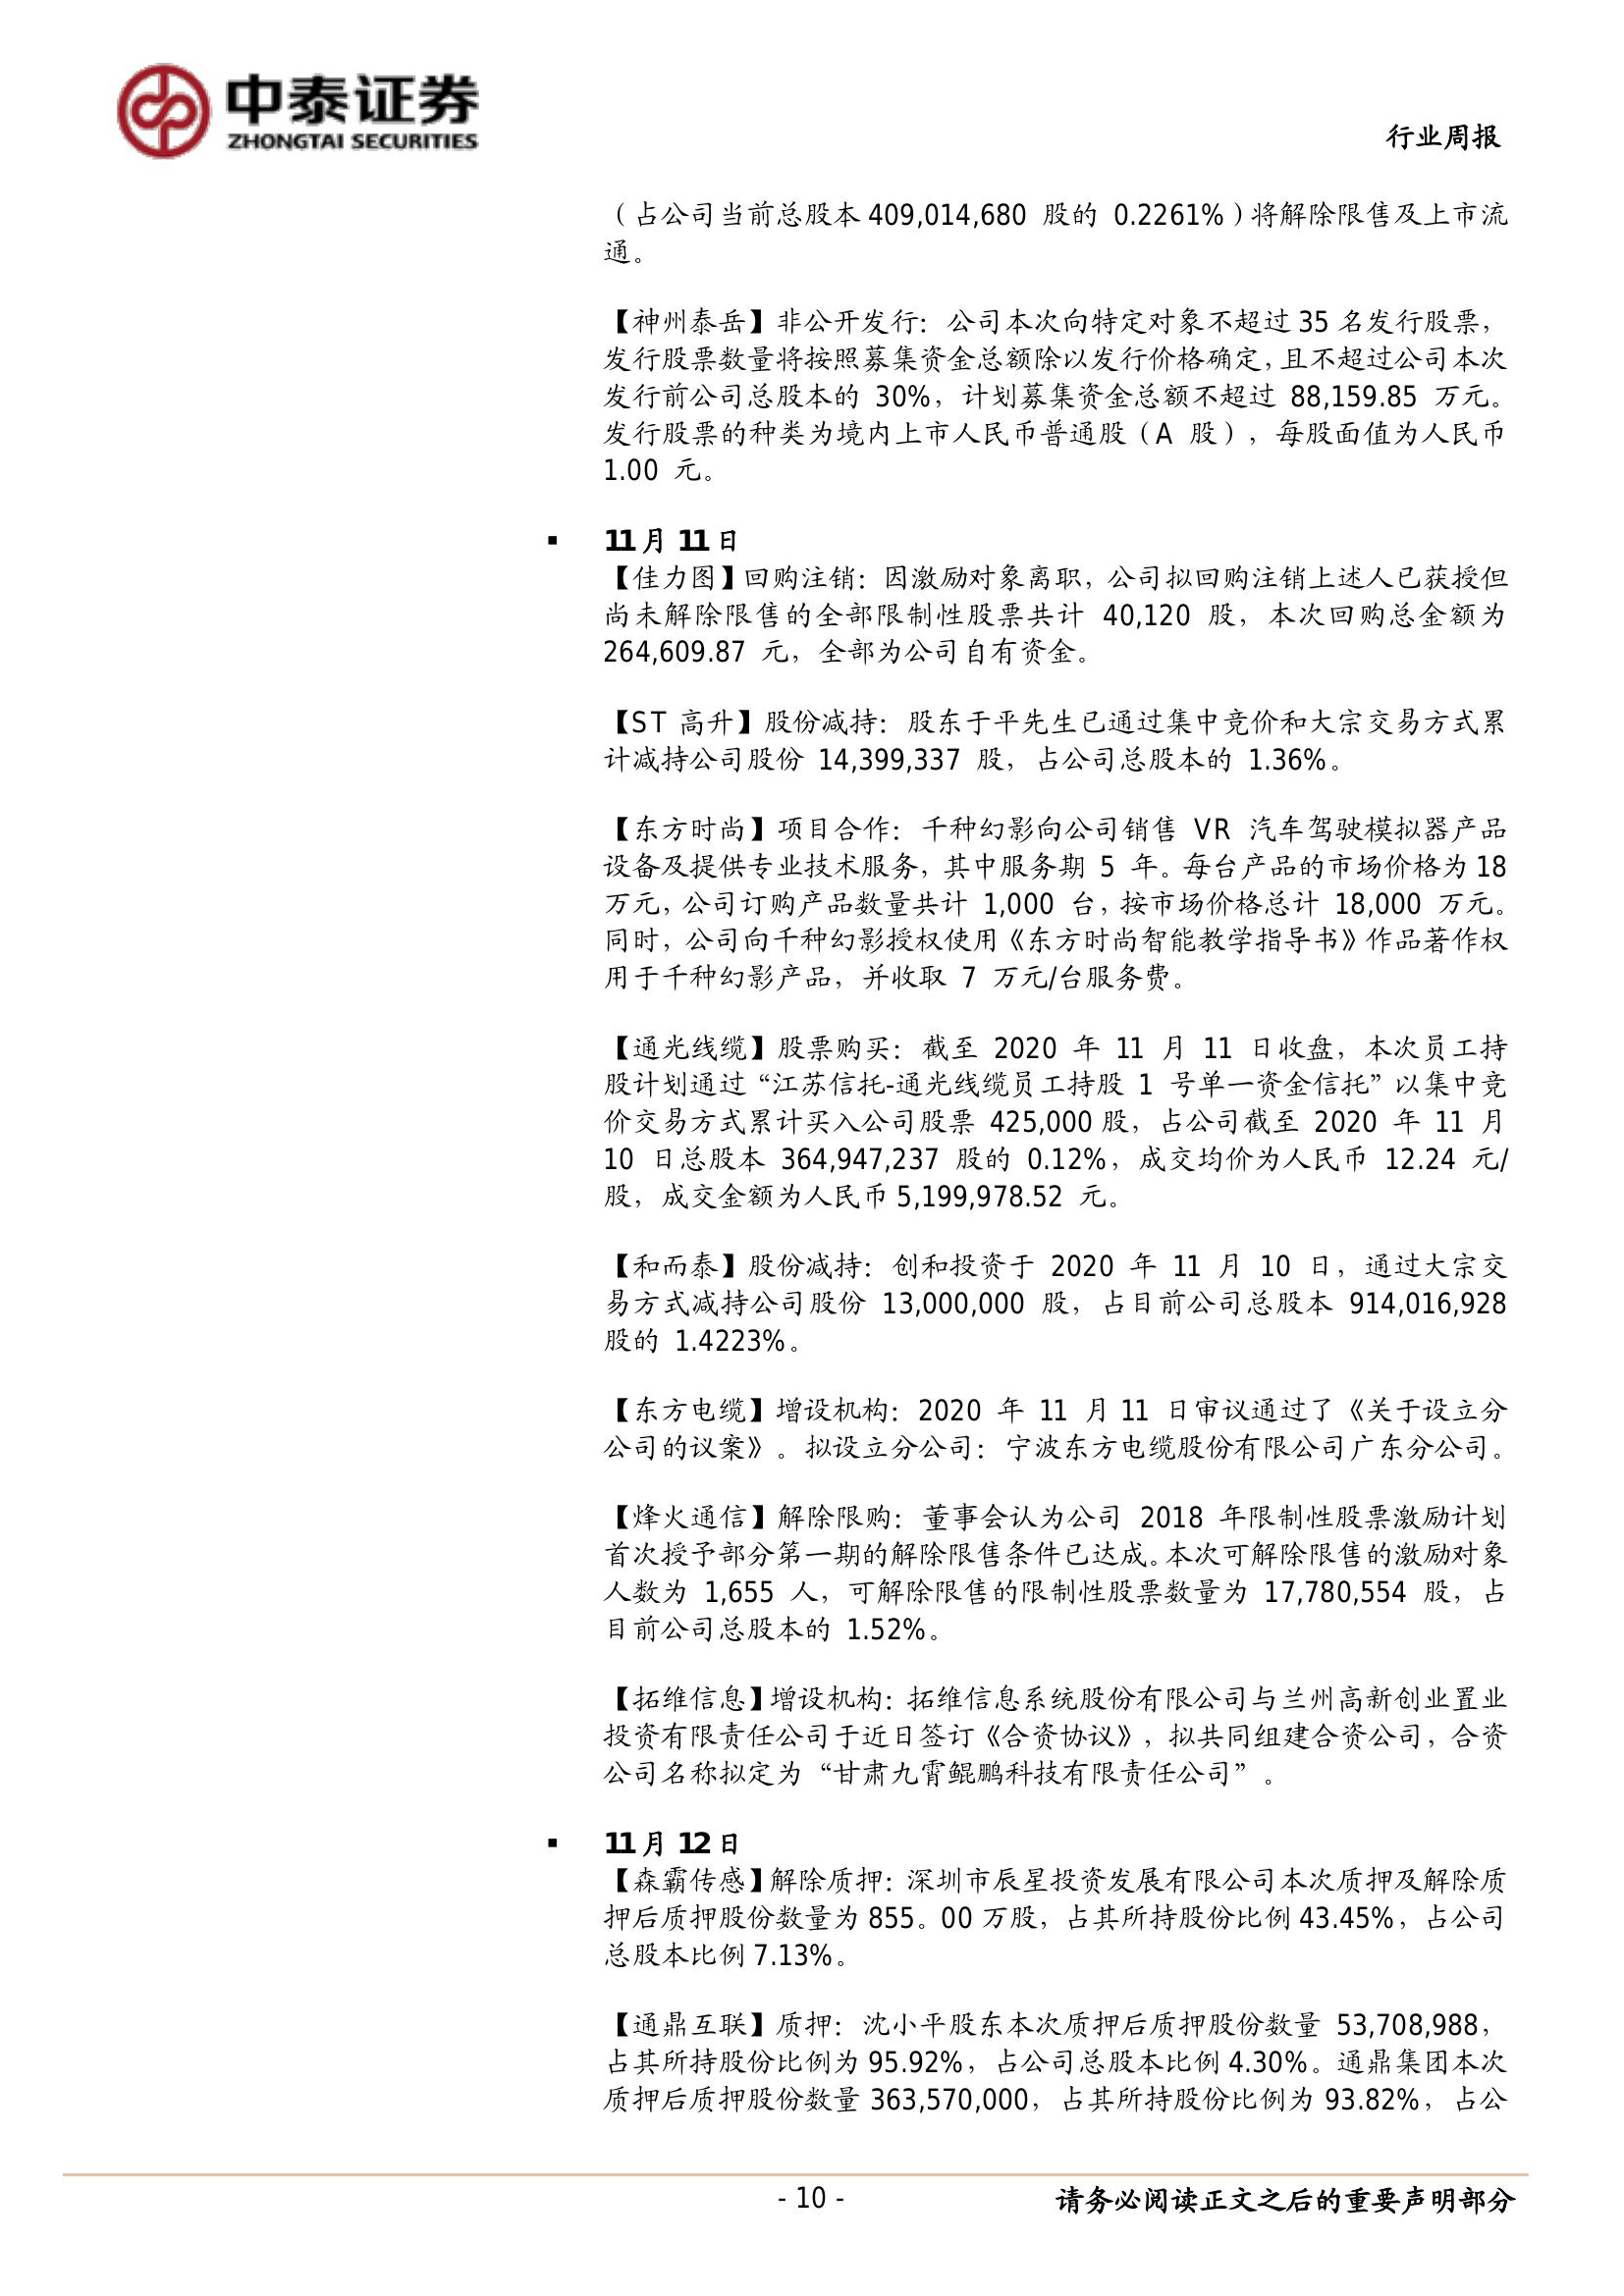 中泰证券
ZHONGTAI SECURITIES
行业周报
（占公司当前总股本 409,014,680 股的 0.2261%）将解除限售及上市流
通。
【神州泰岳】非公开发行：公司本次向特定对象不超过 35 名发行股票，
发行股票数量将按照募集资金总额除以发行价格确定，且不超过公司本次
发行前公司总股本的 30%，计划募集资金总额不超过 88,159.85 万元。
发行股票的种类为境内上市人民币普通股（A 股），每股面值为人民币
1.00 元。
▪ 11 月 11 日
【佳力图】回购注销：因激励对象离职，公司拟回购注销上述人已获授但
尚未解除限售的全部限制性股票共计 40,120 股，本次回购总金额为
264,609.87 元，全部为公司自有资金。
【ST 高升】股份减持：股东于平先生已通过集中竞价和大宗交易方式累
计减持公司股份 14,399,337 股，占公司总股本的 1.36%。
【东方时尚】项目合作：千种幻影向公司销售 VR 汽车驾驶模拟器产品
设备及提供专业技术服务，其中服务期 5 年。每台产品的市场价格为 18
万元，公司订购产品数量共计 1,000 台，按市场价格总计 18,000 万元。
同时，公司向千种幻影授权使用《东方时尚智能教学指导书》作品著作权
用于千种幻影产品，并收取 7 万元/台服务费。
【通光线缆】股票购买：截至 2020 年 11 月 11 日收盘，本次员工持
股计划通过“江苏信托-通光线缆员工持股 1 号单一资金信托”以集中竞
价交易方式累计买入公司股票 425,000 股，占公司截至 2020 年 11 月
10 日总股本 364,947,237 股的 0.12%，成交均价为人民币 12.24 元/
股，成交金额为人民币 5,199,978.52 元。
【和而泰】股份减持：创和投资于 2020 年 11 月 10 日，通过大宗交
易方式减持公司股份 13,000,000 股，占目前公司总股本 914,016,928
股的 1.4223%。
【东方电缆】增设机构：2020 年 11 月 11 日审议通过了《关于设立分
公司的议案》。拟设立分公司：宁波东方电缆股份有限公司广东分公司。
【烽火通信】解除限购：董事会认为公司 2018 年限制性股票激励计划
首次授予部分第一期的解除限售条件已达成。本次可解除限售的激励对象
人数为 1,655 人，可解除限售的限制性股票数量为 17,780,554 股，占
目前公司总股本的 1.52%。
【拓维信息】增设机构：拓维信息系统股份有限公司与兰州高新创业置业
投资有限责任公司于近日签订《合资协议》，拟共同组建合资公司，合资
公司名称拟定为“甘肃九霄鲲鹏科技有限责任公司”。
▪ 11 月 12 日
【森霸传感】解除质押：深圳市辰星投资发展有限公司本次质押及解除质
押后质押股份数量为 855。00 万股，占其所持股份比例 43.45%，占公司
总股本比例 7.13%。
【通鼎互联】质押：沈小平股东本次质押后质押股份数量 53,708,988，
占其所持股份比例为 95.92%，占公司总股本比例 4.30%。通鼎集团本次
质押后质押股份数量 363,570,000，占其所持股份比例为 93.82%，占公
- 10 -
请务必阅读正文之后的重要声明部分